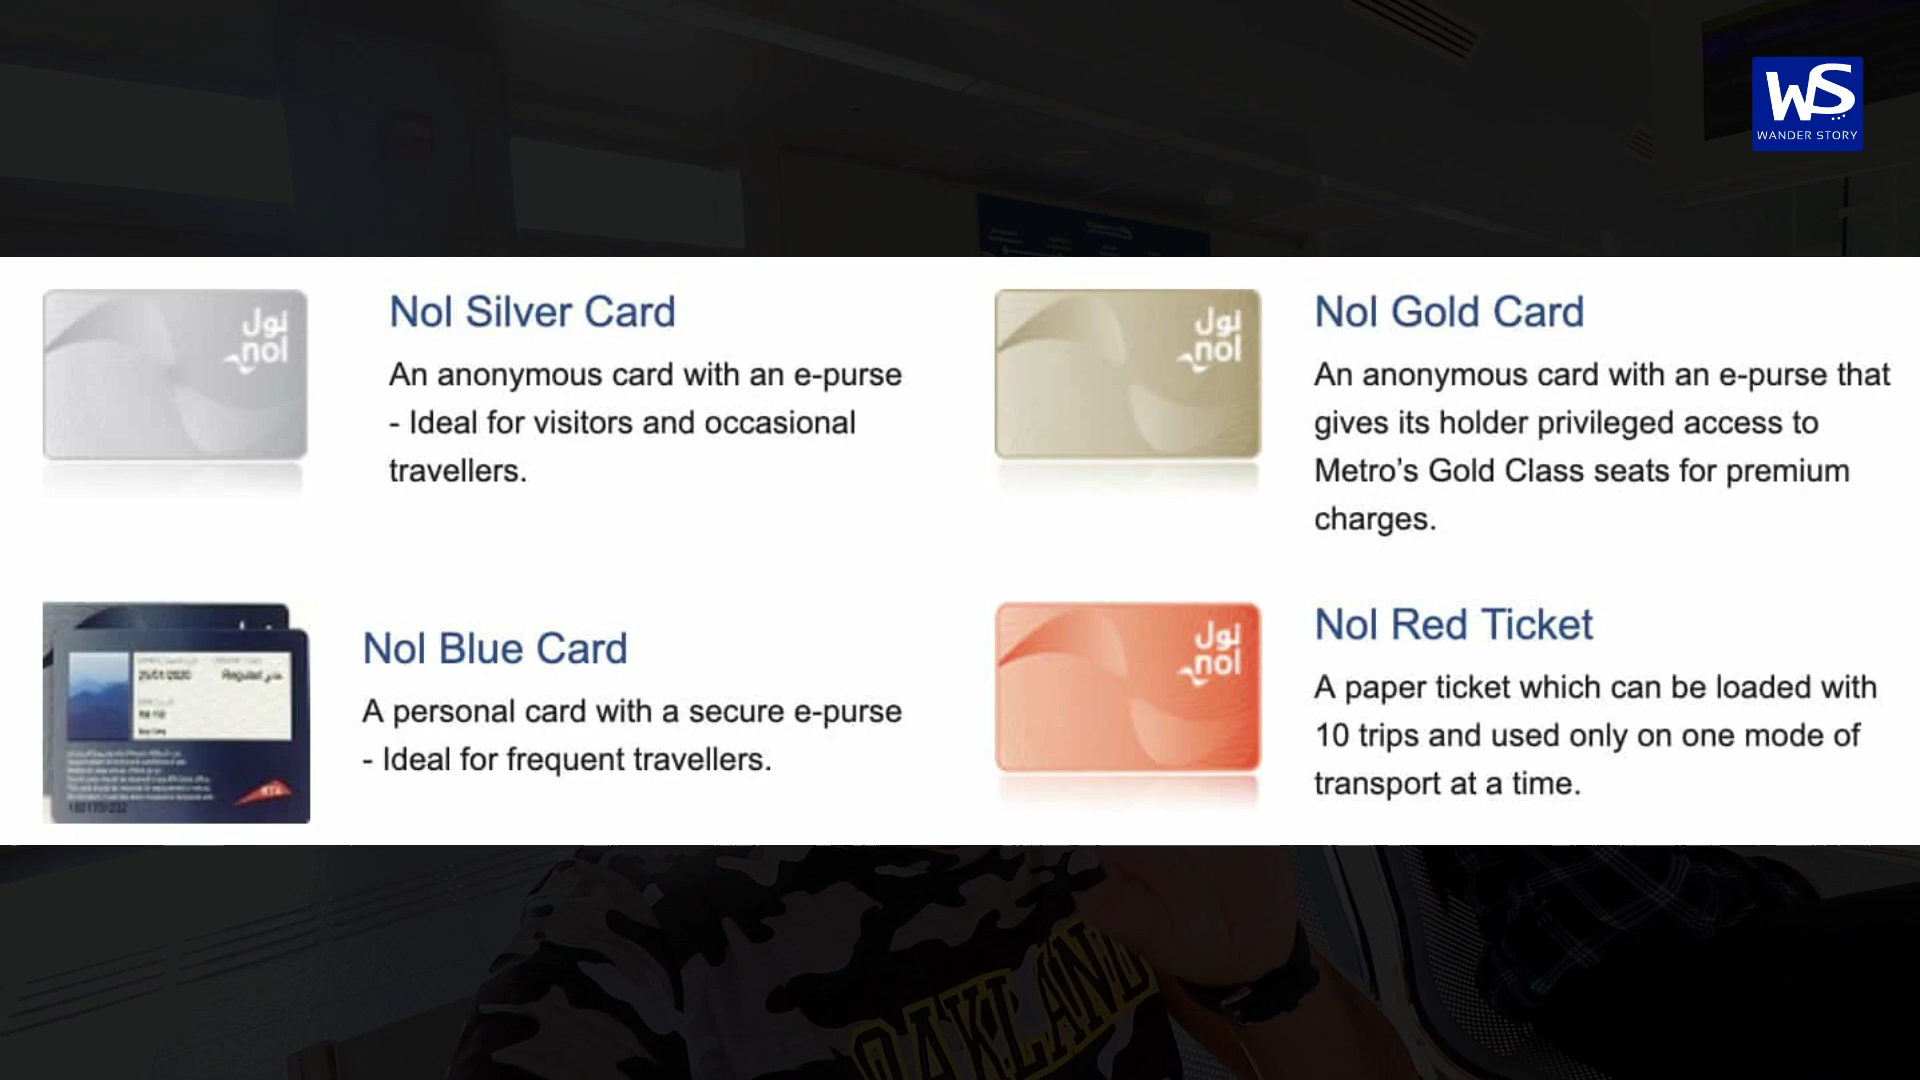 WS
WANDER STORY
نول
nol
Nol Silver Card
An anonymous card with an e-purse
- Ideal for visitors and occasional
travellers.
نول
nol
Nol Gold Card
An anonymous card with an e-purse that
gives its holder privileged access to
Metro’s Gold Class seats for premium
charges.
Nol Blue Card
A personal card with a secure e-purse
- Ideal for frequent travellers.
نول
nol
Nol Red Ticket
A paper ticket which can be loaded with
10 trips and used only on one mode of
transport at a time.
OAKLAND